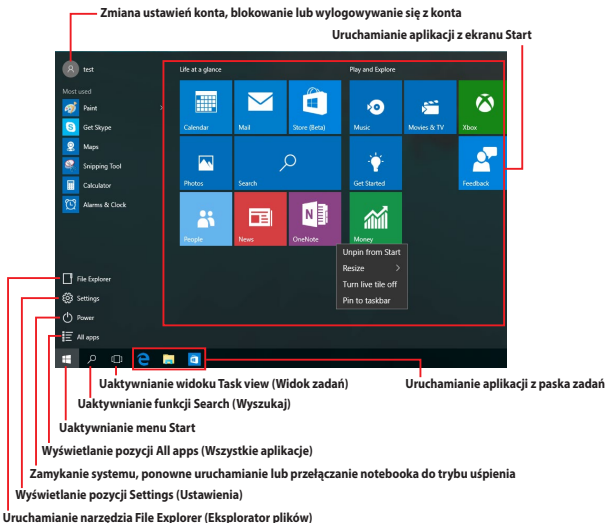 Zmiana ustawień konta, blokowanie lub wylogowywanie się z konta
Uruchamianie aplikacji z ekranu Start
test
Most used
Paint
Get Skype
Maps
Snipping Tool
Calculator
Alarms & Clock
File Explorer
Settings
Power
All apps
Life at a glance
Calendar
Mail
Store (Beta)
Photos
Search
People
News
OneNote
Play and Explore
Music
Movies & TV
Xbox
Get Started
Feedback
Money
Unpin from Start
Resize
Turn live tile off
Pin to taskbar
Uaktywnianie widoku Task view (Widok zadań)
Uruchamianie aplikacji z paska zadań
Uaktywnianie funkcji Search (Wyszukaj)
Uaktywnianie menu Start
Wyświetlanie pozycji All apps (Wszystkie aplikacje)
Zamykanie systemu, ponowne uruchamianie lub przełączanie notebooka do trybu uśpienia
Wyświetlanie pozycji Settings (Ustawienia)
Uruchamianie narzędzia File Explorer (Eksplorator plików)